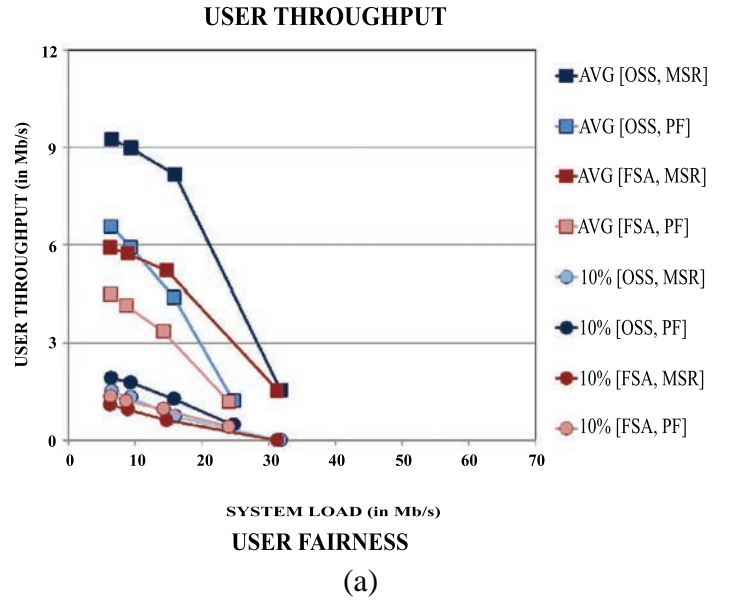 USER THROUGHPUT
12
9
6
3
0
USER THROUGHPUT (in Mb/s)
0 10 20 30 40 50 60 70
SYSTEM LOAD (in Mb/s)
AVG [OSS, MSR]
AVG [OSS, PF]
AVG [FSA, MSR]
AVG [FSA, PF]
10% [OSS, MSR]
10% [OSS, PF]
10% [FSA, MSR]
10% [FSA, PF]
USER FAIRNESS
(a)